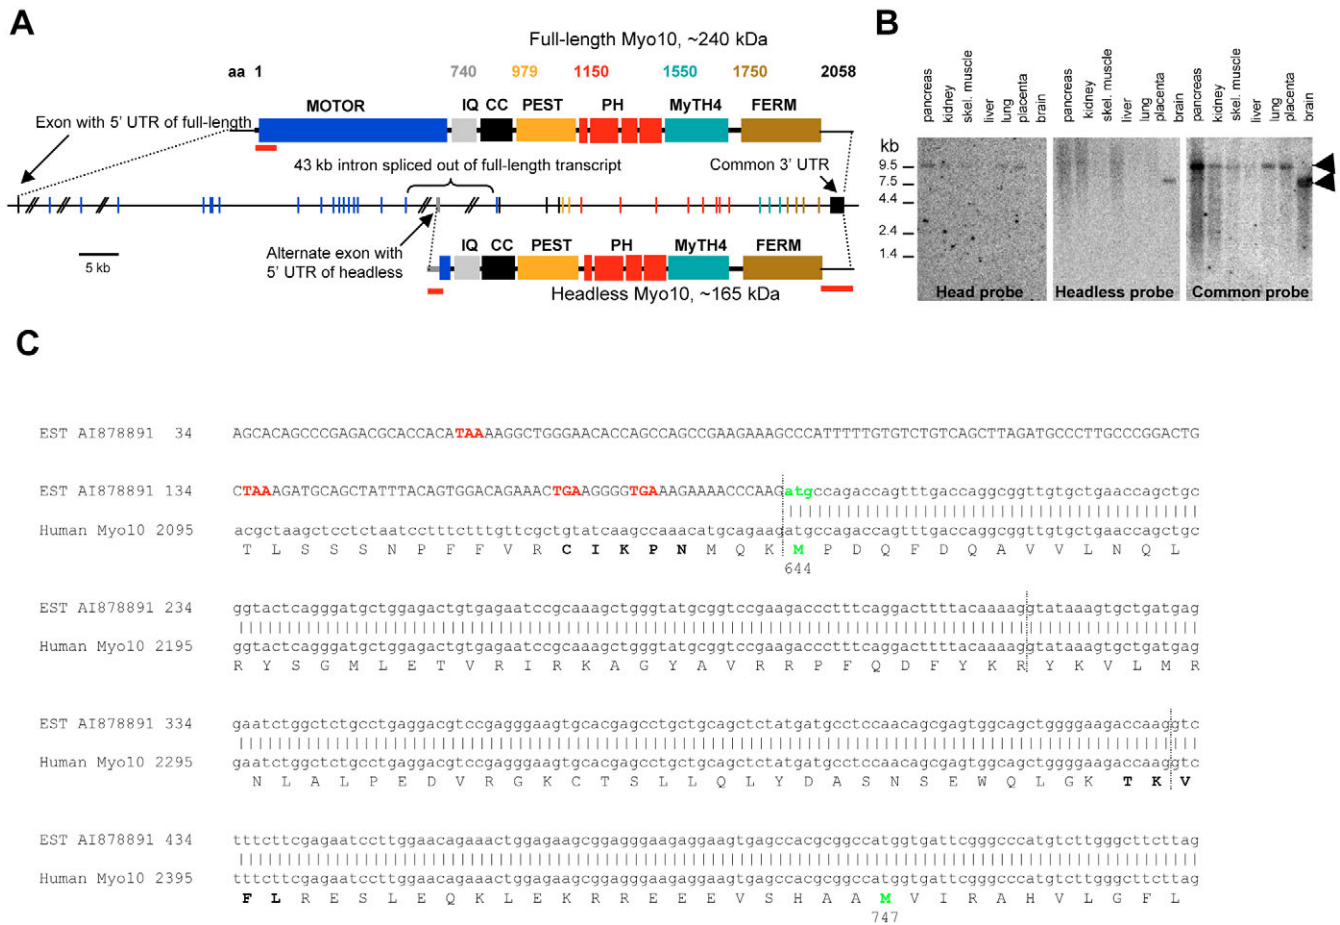 A
Full-length Myo10, ~240 kDa
aa 1 740 979 1150 1550 1750 2058
MOTOR IQ CC PEST PH MyTH4 FERM
Exon with 5' UTR of full-length
43 kb intron spliced out of full-length transcript
Common 3' UTR
5 kb
Alternate exon with
5' UTR of headless
IQ CC PEST PH MyTH4 FERM
Headless Myo10, ~165 kDa
B
pancreas
kidney
skel. muscle
liver
lung
placenta
brain
pancreas
kidney
skel. muscle
liver
lung
placenta
brain
pancreas
kidney
skel. muscle
liver
lung
placenta
brain
kb
9.5
7.5
4.4
2.4
1.4
Head probe
Headless probe
Common probe
C
EST AI878891 34 AGCACAGCCCGAGACGCACCACATAAAAGGCTGGGAACACCAGCCAGCCGAAGAAAGCCCATTTTTGTGTCTGTCAGCTTAGATGCCCTTGCCCGGACTG
EST AI878891 134 CTAAAGATGCAGCTATTTACAGTGGACAGAAACTGAAGGGGTGAAAGAAAACCCAAGatgccagaccagtttgaccaggcggttgtgctgaaccagctgc
Human Myo10 2095 acgctaagctcctctaatcctttctttgttcgctgtatcaagccaaacatgcagaagatgccagaccagtttgaccaggcggttgtgctgaaccagctgc
T L S S S N P F F V R C I K P N M Q K M P D Q F D Q A V V L N Q L
644
EST AI878891 234 ggtactcagggatgctggagactgtgagaatccgcaaagctgggtatgcggtccgaagaccctttcaggacttttacaaaaggtataaagtgctgatgag
Human Myo10 2195 ggtactcagggatgctggagactgtgagaatccgcaaagctgggtatgcggtccgaagaccctttcaggacttttacaaaaggtataaagtgctgatgag
R Y S G M L E T V R I R K A G Y A V R R P F Q D F Y K R Y K V L M R
EST AI878891 334 gaatctggctctgcctgaggacgtccgagggaagtgcacgagcctgctgcagctctatgatgcctccaacagcgagtggcagctggggaagaccaaggtc
Human Myo10 2295 gaatctggctctgcctgaggacgtccgagggaagtgcacgagcctgctgcagctctatgatgcctccaacagcgagtggcagctggggaagaccaaggtc
N L A L P E D V R G K C T S L L Q L Y D A S N S E W Q L G K T K V
EST AI878891 434 tttcttcgagaatccttggaacagaaactggagaagcggagggaagaggaagtgagccacgcggccatggtgattcgggcccatgtcttgggcttcttag
Human Myo10 2395 tttcttcgagaatccttggaacagaaactggagaagcggagggaagaggaagtgagccacgcggccatggtgattcgggcccatgtcttgggcttcttag
F L R E S L E Q K L E K R R E E E V S H A A M V I R A H V L G F L
747